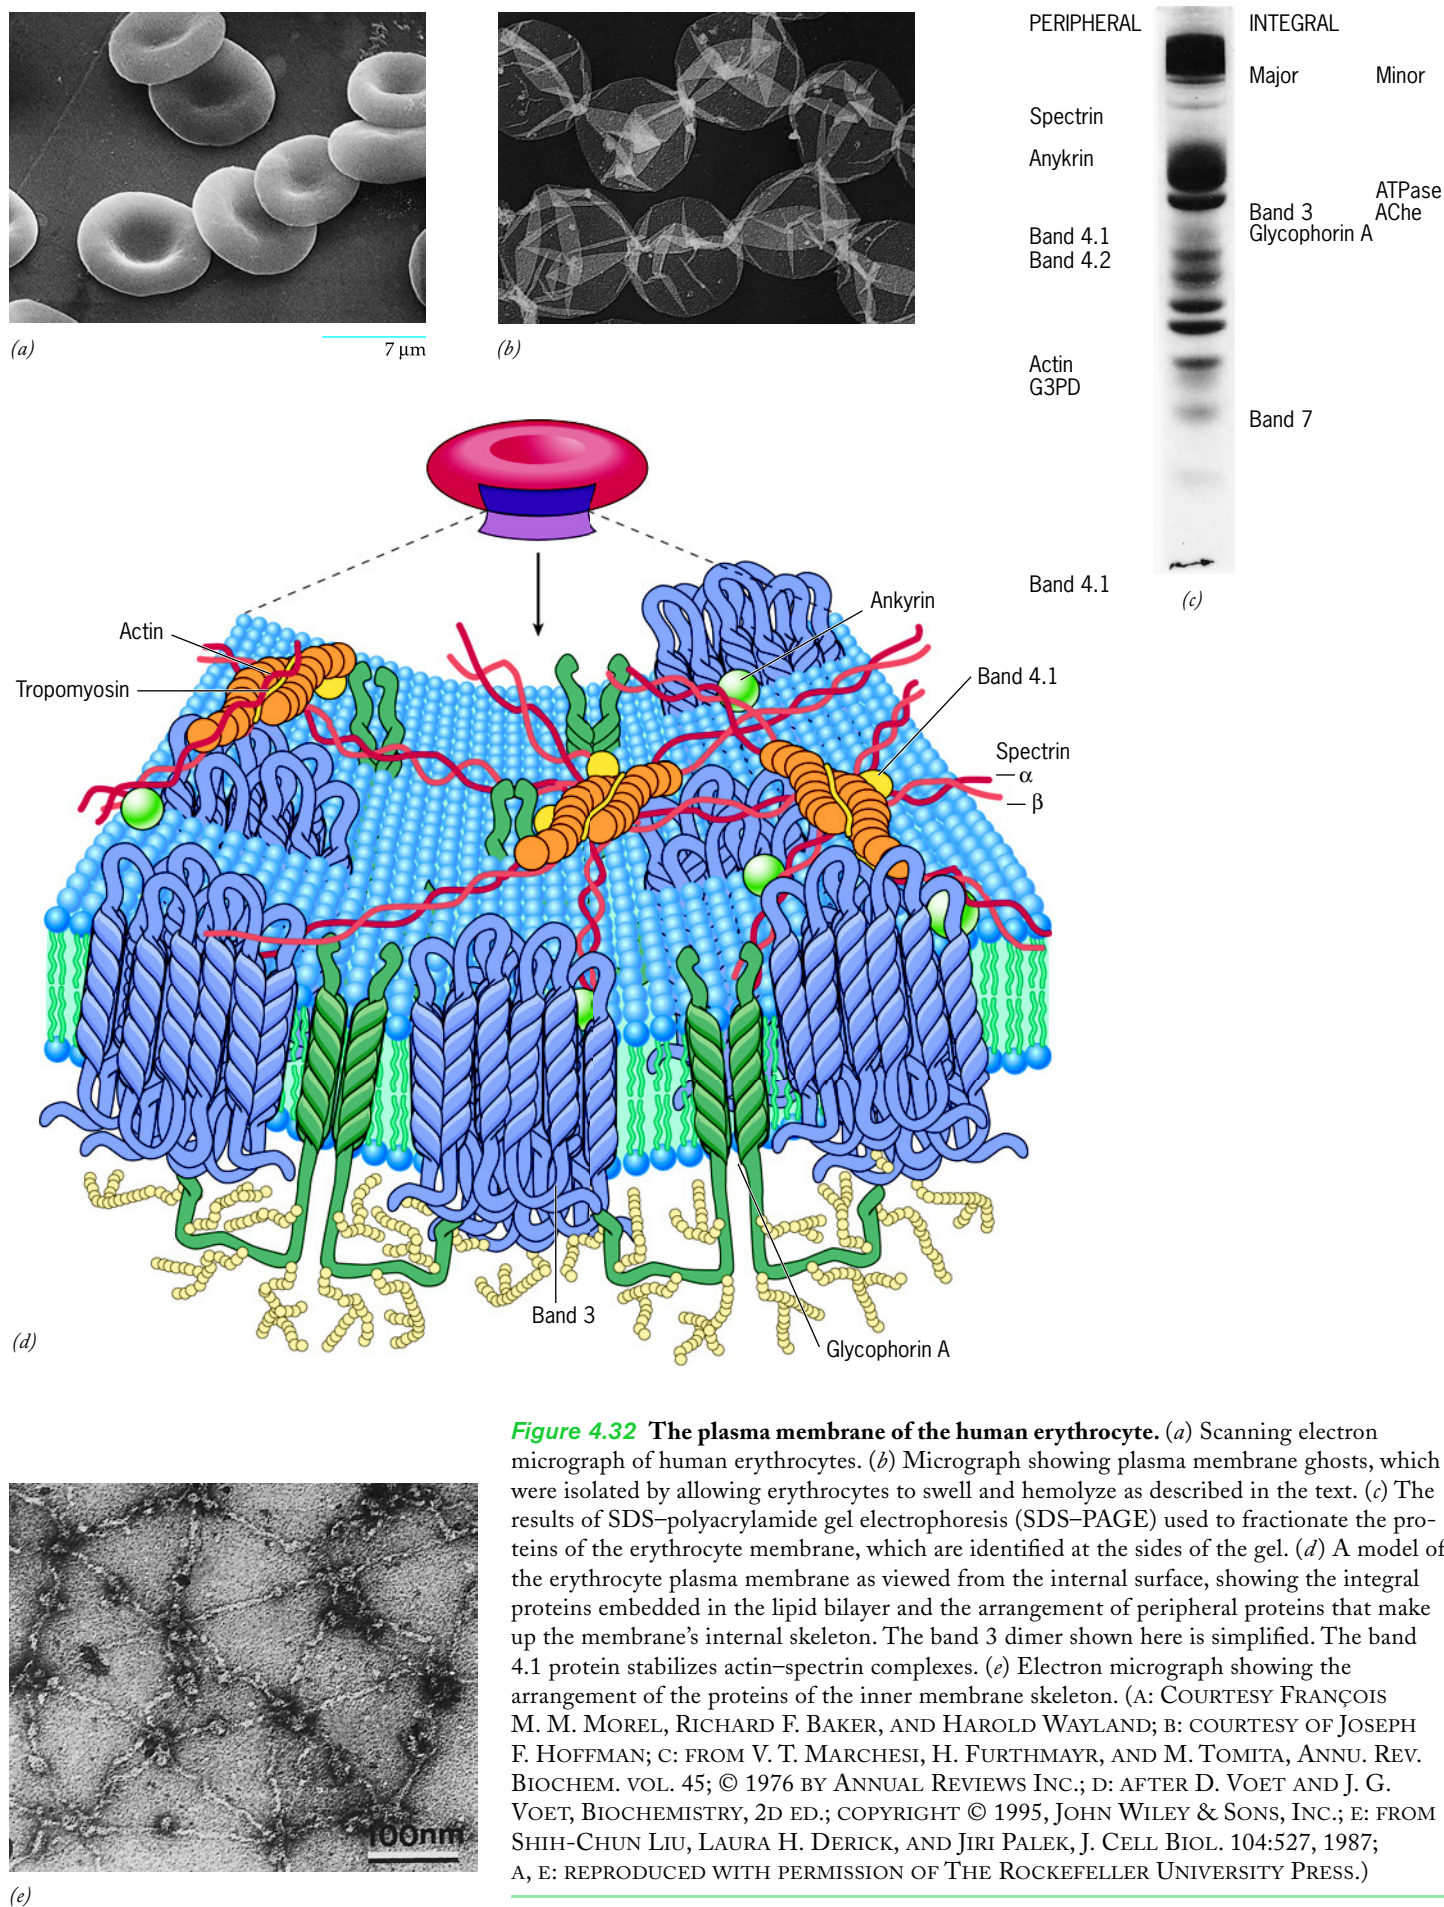 PERIPHERAL
INTEGRAL
Major
Minor
Spectrin
Anykrin
ATPase
Band 3
AChe
Glycophorin A
Band 4.1
Band 4.2
Actin
G3PD
Band 7
Band 4.1
(a)
7 μm
(b)
(c)
Ankyrin
Actin
Tropomyosin
Band 4.1
Spectrin
α
β
Band 3
Glycophorin A
(d)
100nm
(e)
Figure 4.32 The plasma membrane of the human erythrocyte. (a) Scanning electron
micrograph of human erythrocytes. (b) Micrograph showing plasma membrane ghosts, which
were isolated by allowing erythrocytes to swell and hemolyze as described in the text. (c) The
results of SDS–polyacrylamide gel electrophoresis (SDS–PAGE) used to fractionate the pro-
teins of the erythrocyte membrane, which are identified at the sides of the gel. (d) A model of
the erythrocyte plasma membrane as viewed from the internal surface, showing the integral
proteins embedded in the lipid bilayer and the arrangement of peripheral proteins that make
up the membrane's internal skeleton. The band 3 dimer shown here is simplified. The band
4.1 protein stabilizes actin–spectrin complexes. (e) Electron micrograph showing the
arrangement of the proteins of the inner membrane skeleton. (A: COURTESY FRANÇOIS
M. M. MOREL, RICHARD F. BAKER, AND HAROLD WAYLAND; B: COURTESY OF JOSEPH
F. HOFFMAN; C: FROM V. T. MARCHESI, H. FURTHMAYR, AND M. TOMITA, ANNU. REV.
BIOCHEM. VOL. 45; © 1976 BY ANNUAL REVIEWS INC.; D: AFTER D. VOET AND J. G.
VOET, BIOCHEMISTRY, 2D ED.; COPYRIGHT © 1995, JOHN WILEY & SONS, INC.; E: FROM
SHIH-CHUN LIU, LAURA H. DERICK, AND JIRI PALEK, J. CELL BIOL. 104:527, 1987;
A, E: REPRODUCED WITH PERMISSION OF THE ROCKEFELLER UNIVERSITY PRESS.)